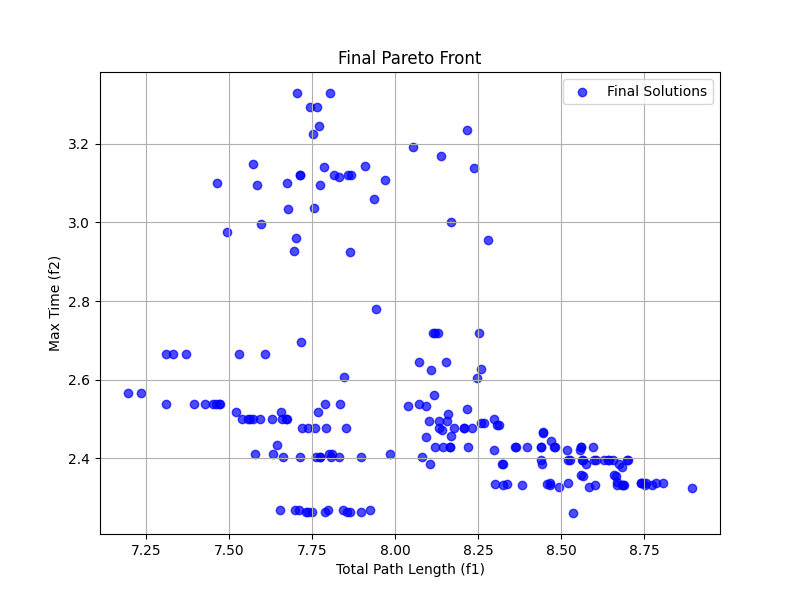 Final Pareto Front
Final Solutions
3.2
3.0
2.8
2.6
2.4
Max Time (f2)
7.25 7.50 7.75 8.00 8.25 8.50 8.75
Total Path Length (f1)